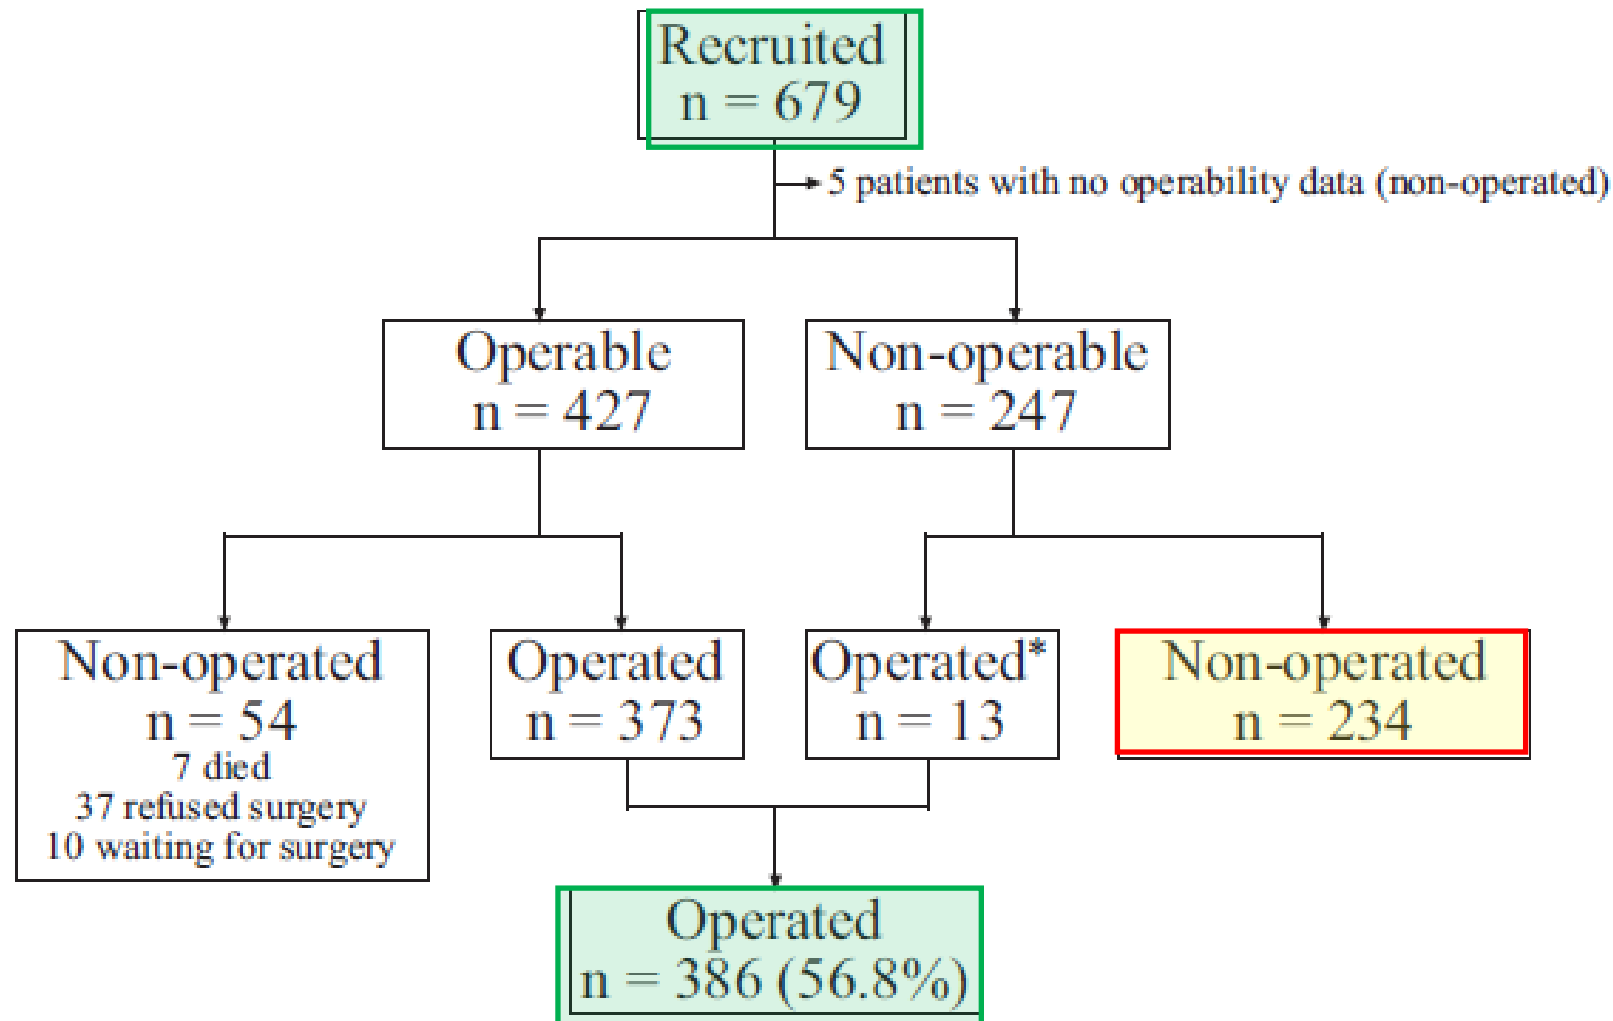 Recruited
n = 679
5 patients with no operability data (non-operated)
Operable
n = 427
Non-operable
n = 247
Non-operated
n = 54
7 died
37 refused surgery
10 waiting for surgery
Operated
n = 373
Operated*
n = 13
Non-operated
n = 234
Operated
n = 386 (56.8%)